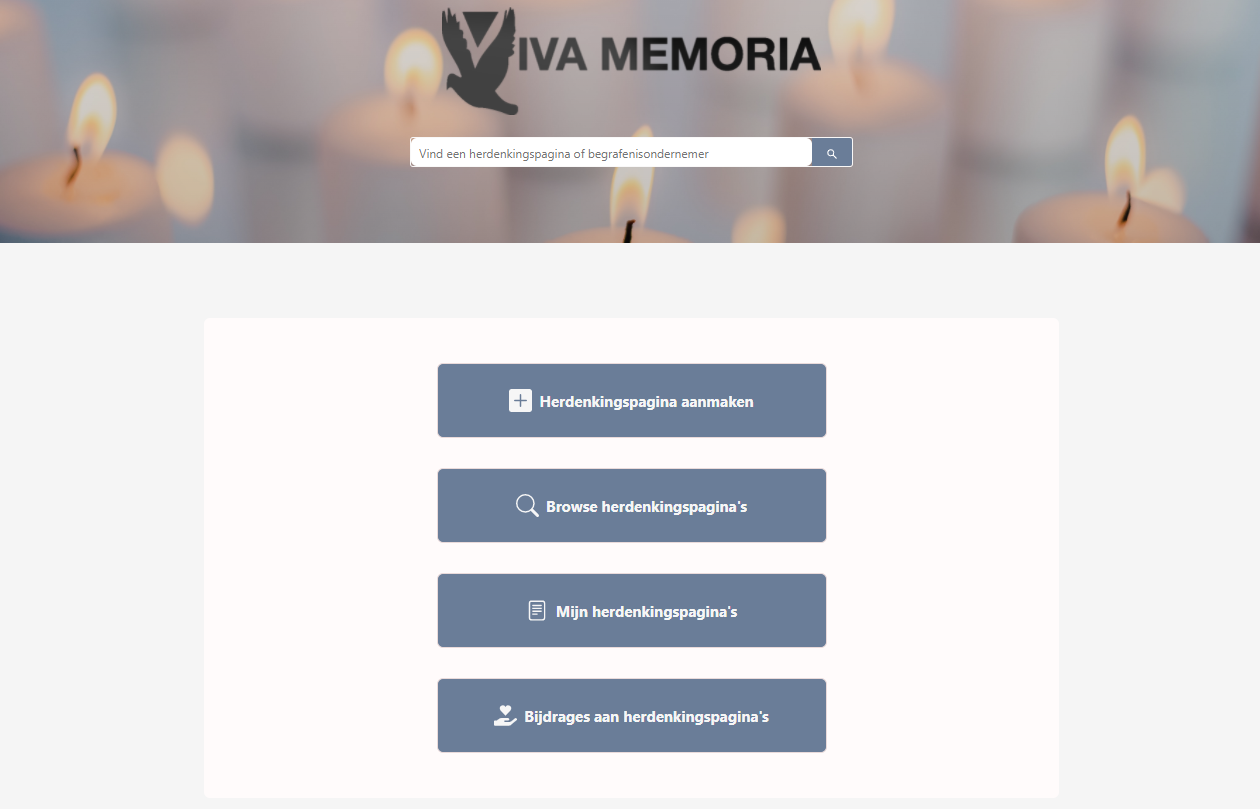 VIVA MEMORIA
Vind een herdenkingspagina of begrafenisondernemer
Herdenkingspagina aanmaken
Browse herdenkingspagina's
Mijn herdenkingspagina's
Bijdrages aan herdenkingspagina's